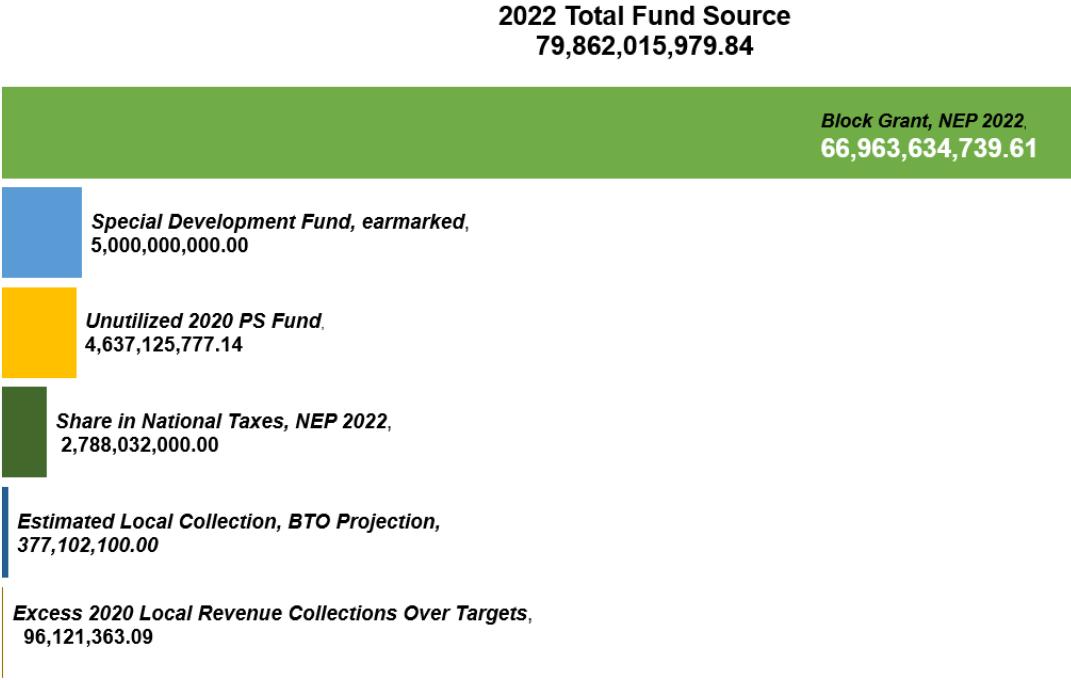 2022 Total Fund Source
79,862,015,979.84
Block Grant, NEP 2022,
66,963,634,739.61
Special Development Fund, earmarked,
5,000,000,000.00
Unutilized 2020 PS Fund,
4,637,125,777.14
Share in National Taxes, NEP 2022,
2,788,032,000.00
Estimated Local Collection, BTO Projection,
377,102,100.00
Excess 2020 Local Revenue Collections Over Targets,
96,121,363.09